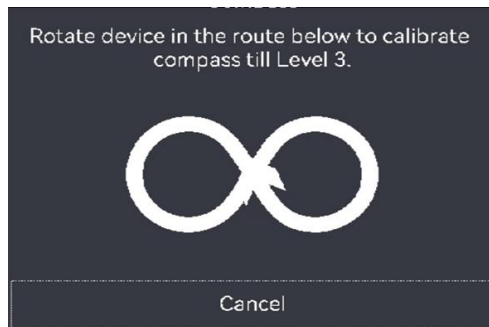 Rotate device in the route below to calibrate
compass till Level 3.
Cancel